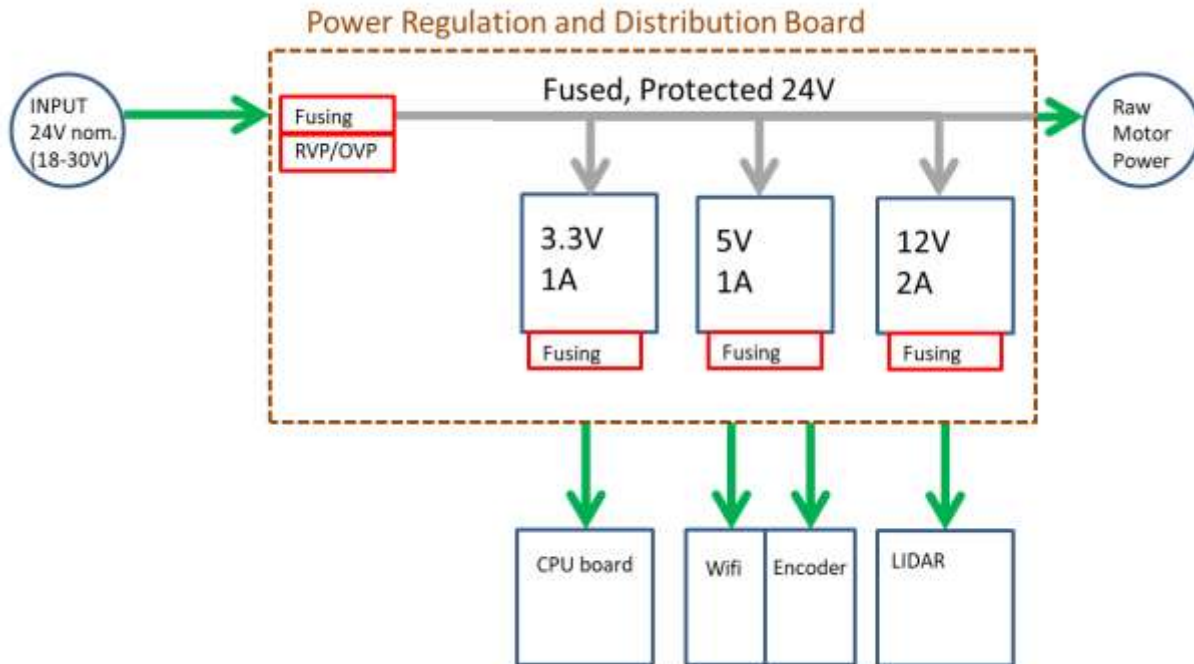 Power Regulation and Distribution Board
INPUT
24V nom.
(18-30V)
Fusing
RVP/OVP
Fused, Protected 24V
Raw
Motor
Power
3.3V
1A
Fusing
5V
1A
Fusing
12V
2A
Fusing
CPU board
Wifi
Encoder
LIDAR